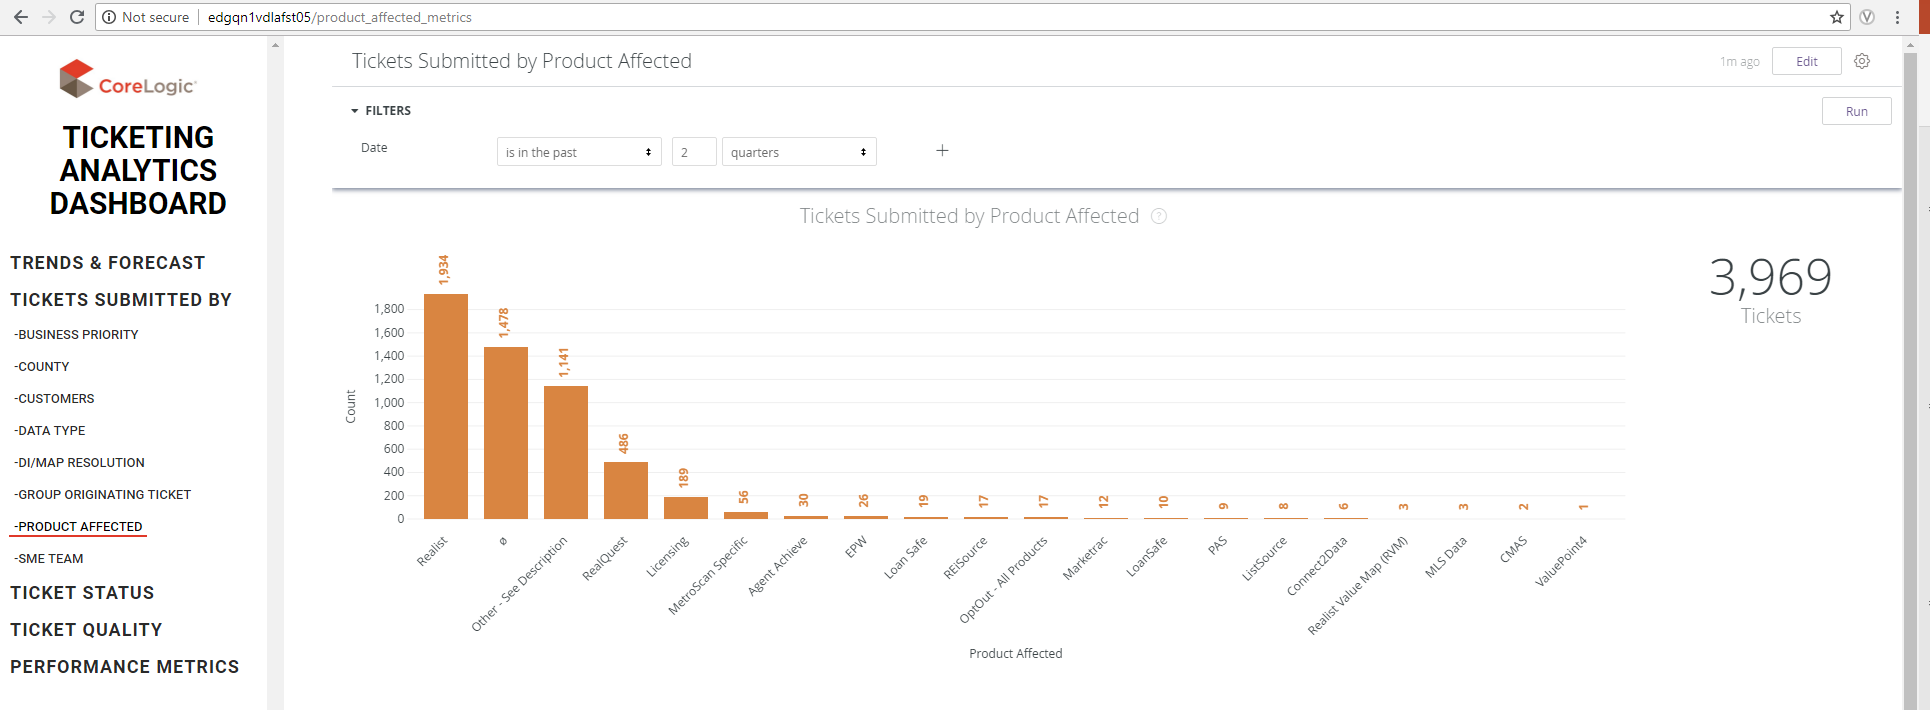 Not secure | edgqn1vdlafst05/product_affected_metrics
CoreLogic
TICKETING
ANALYTICS
DASHBOARD
TRENDS & FORECAST
TICKETS SUBMITTED BY
-BUSINESS PRIORITY
-COUNTY
-CUSTOMERS
-DATA TYPE
-DI/MAP RESOLUTION
-GROUP ORIGINATING TICKET
-PRODUCT AFFECTED
-SME TEAM
TICKET STATUS
TICKET QUALITY
PERFORMANCE METRICS
Tickets Submitted by Product Affected
1m ago
Edit
FILTERS
Run
Date
is in the past
2
quarters
Tickets Submitted by Product Affected
?
3,969
Tickets
Count
1,800
1,600
1,400
1,200
1,000
800
600
400
200
0
1,934
1,478
1,141
486
189
56
30
26
19
17
17
12
10
9
8
6
3
3
2
1
Realist
ø
Other - See Description
RealQuest
Licensing
MetroScan Specific
Agent Achieve
EPW
Loan Safe
REiSource
OptOut - All Products
Marketrac
LoanSafe
PAS
ListSource
Connect2Data
Realist Value Map (RVM)
MLS Data
CMAS
ValuePoint4
Product Affected